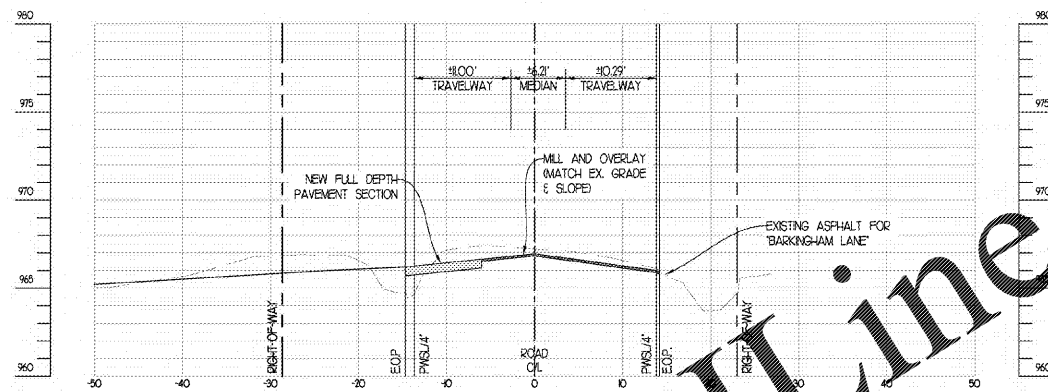 980
975
970
965
960
980
975
970
965
960
±11.00'
TRAVELWAY
±6.21'
MEDIAN
±10.29'
TRAVELWAY
NEW FULL DEPTH
PAVEMENT SECTION
MILL AND OVERLAY
(MATCH EX. GRADE
& SLOPE)
EXISTING ASPHALT FOR
"BARKINGHAM LANE"
RIGHT-OF-WAY
E.O.P.
PWSL/4"
ROAD
C/L
PWSL/4"
E.O.P.
RIGHT-OF-WAY
-50
-40
-30
-20
-10
0
10
20
30
40
50
Line